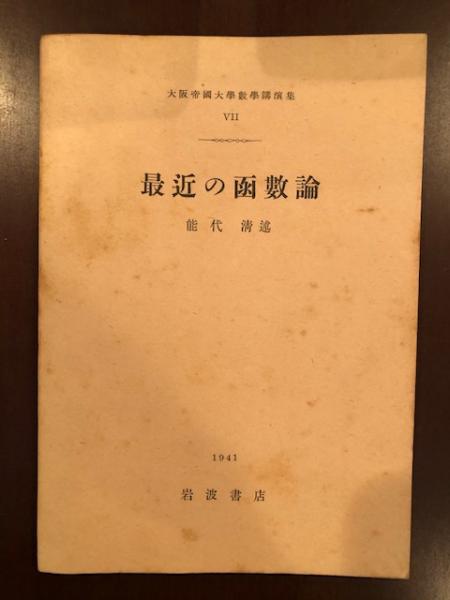 大阪帝國大學數學講演集
VII
最近の函數論
能代 清述
1941
岩波書店